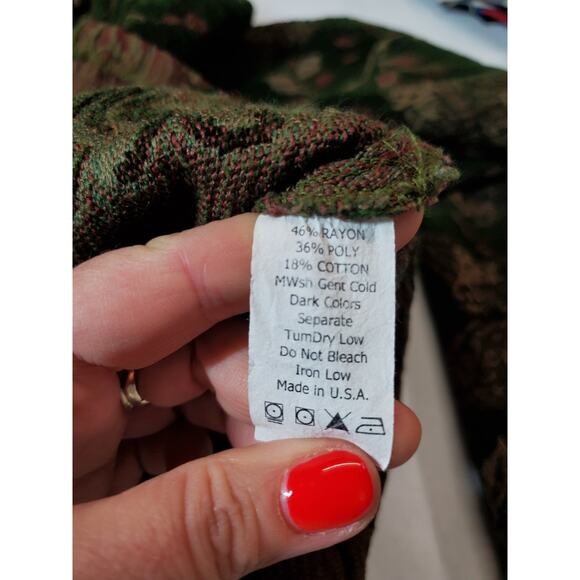 46% RAYON
36% POLY
18% COTTON
MWsh Gent Cold
Dark Colors
Separate
TumDry Low
Do Not Bleach
Iron Low
Made in U.S.A.